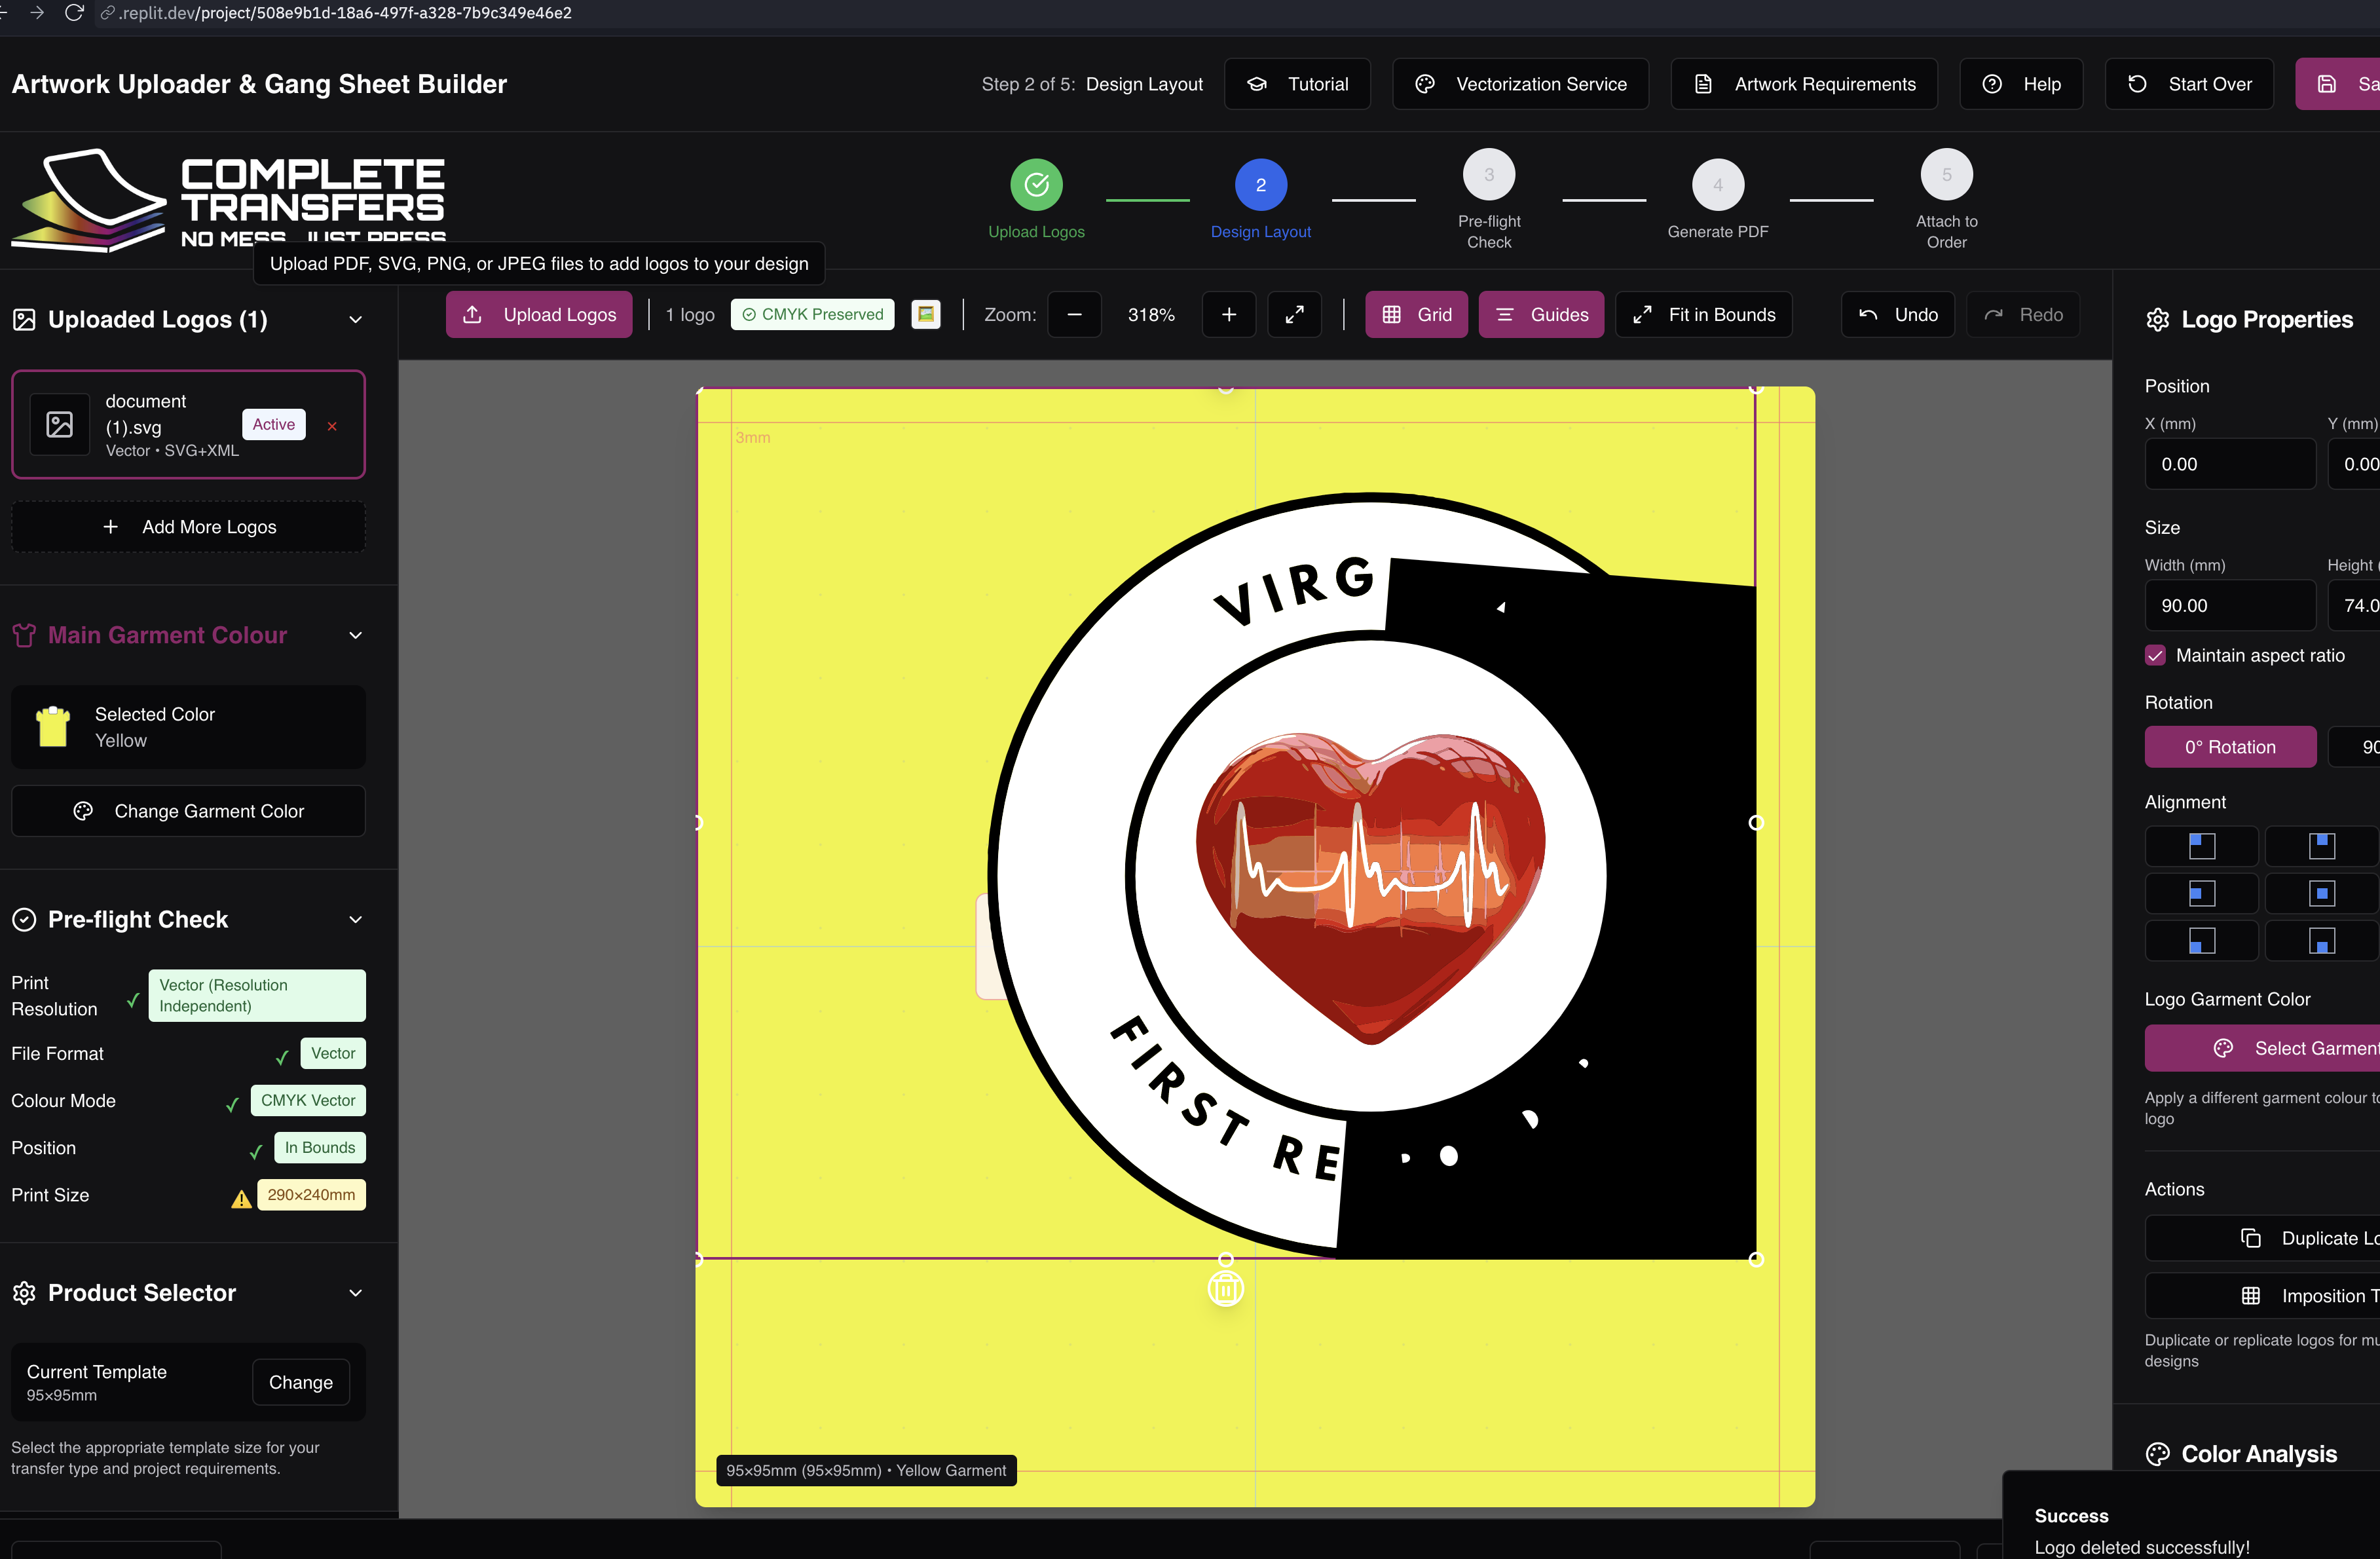 .replit.dev/project/508e9b1d-18a6-497f-a328-7b9c349e46e2
Artwork Uploader & Gang Sheet Builder
Step 2 of 5: Design Layout
Tutorial
Vectorization Service
Artwork Requirements
Help
Start Over
COMPLETE
TRANSFERS
NO MESS. JUST PRESS
2
3
4
5
Upload Logos
Design Layout
Pre-flight
Check
Generate PDF
Attach to
Order
Upload PDF, SVG, PNG, or JPEG files to add logos to your design
Uploaded Logos (1)
document
(1).svg
Vector • SVG+XML
Active
Add More Logos
Main Garment Colour
Selected Color
Yellow
Change Garment Color
Pre-flight Check
Print
Resolution
Vector (Resolution
Independent)
File Format
Vector
Colour Mode
CMYK Vector
Position
In Bounds
Print Size
290×240mm
Product Selector
Current Template
95×95mm
Change
Select the appropriate template size for your
transfer type and project requirements.
Upload Logos
1 logo
CMYK Preserved
Zoom:
318%
Grid
Guides
Fit in Bounds
Undo
Redo
3mm
VIRG
FIRST RE
95×95mm (95×95mm) • Yellow Garment
Logo Properties
Position
X (mm)
Y (mm)
0.00
0.00
Size
Width (mm)
Height (
90.00
74.0
Maintain aspect ratio
Rotation
0° Rotation
90
Alignment
Logo Garment Color
Select Garment
Apply a different garment colour to
logo
Actions
Duplicate Lo
Imposition T
Duplicate or replicate logos for mu
designs
Color Analysis
Success
Logo deleted successfully!